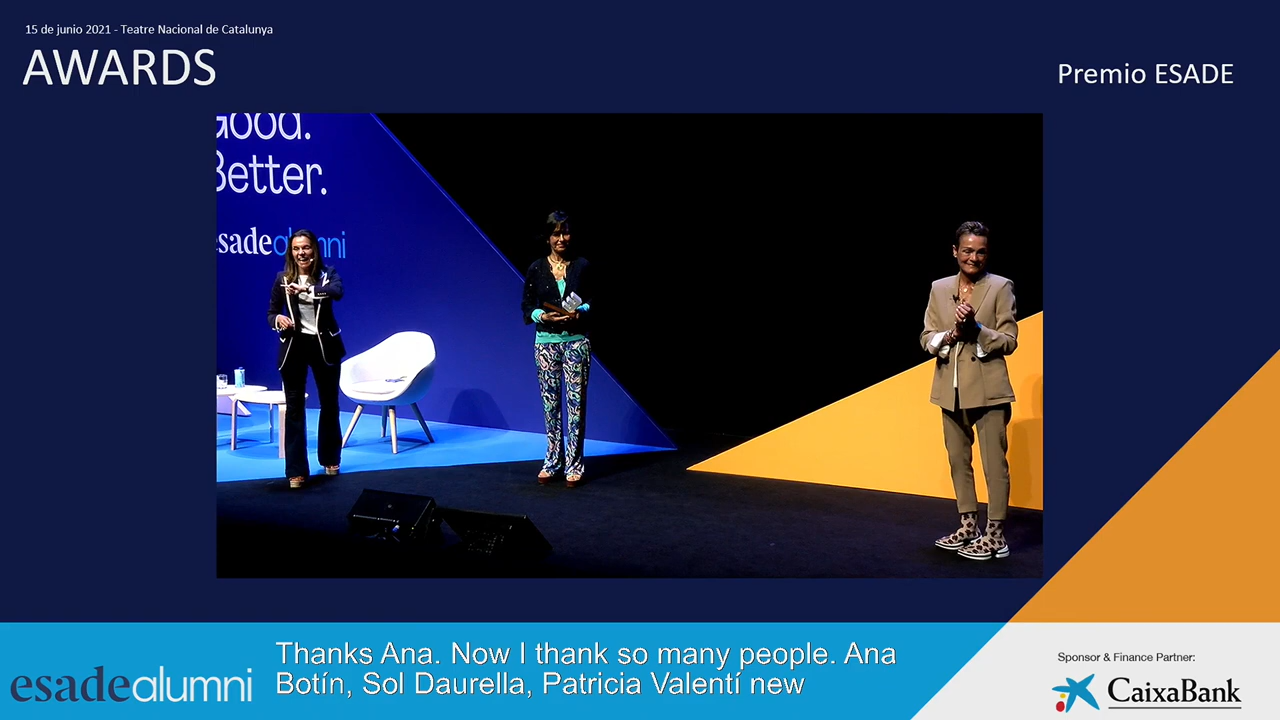 15 de junio 2021 - Teatre Nacional de Catalunya
AWARDS
Premio ESADE
Good.
Better.
esadealumni
Thanks Ana. Now I thank so many people. Ana
Botín, Sol Daurella, Patricia Valentí new
esadealumni
Sponsor & Finance Partner:
CaixaBank